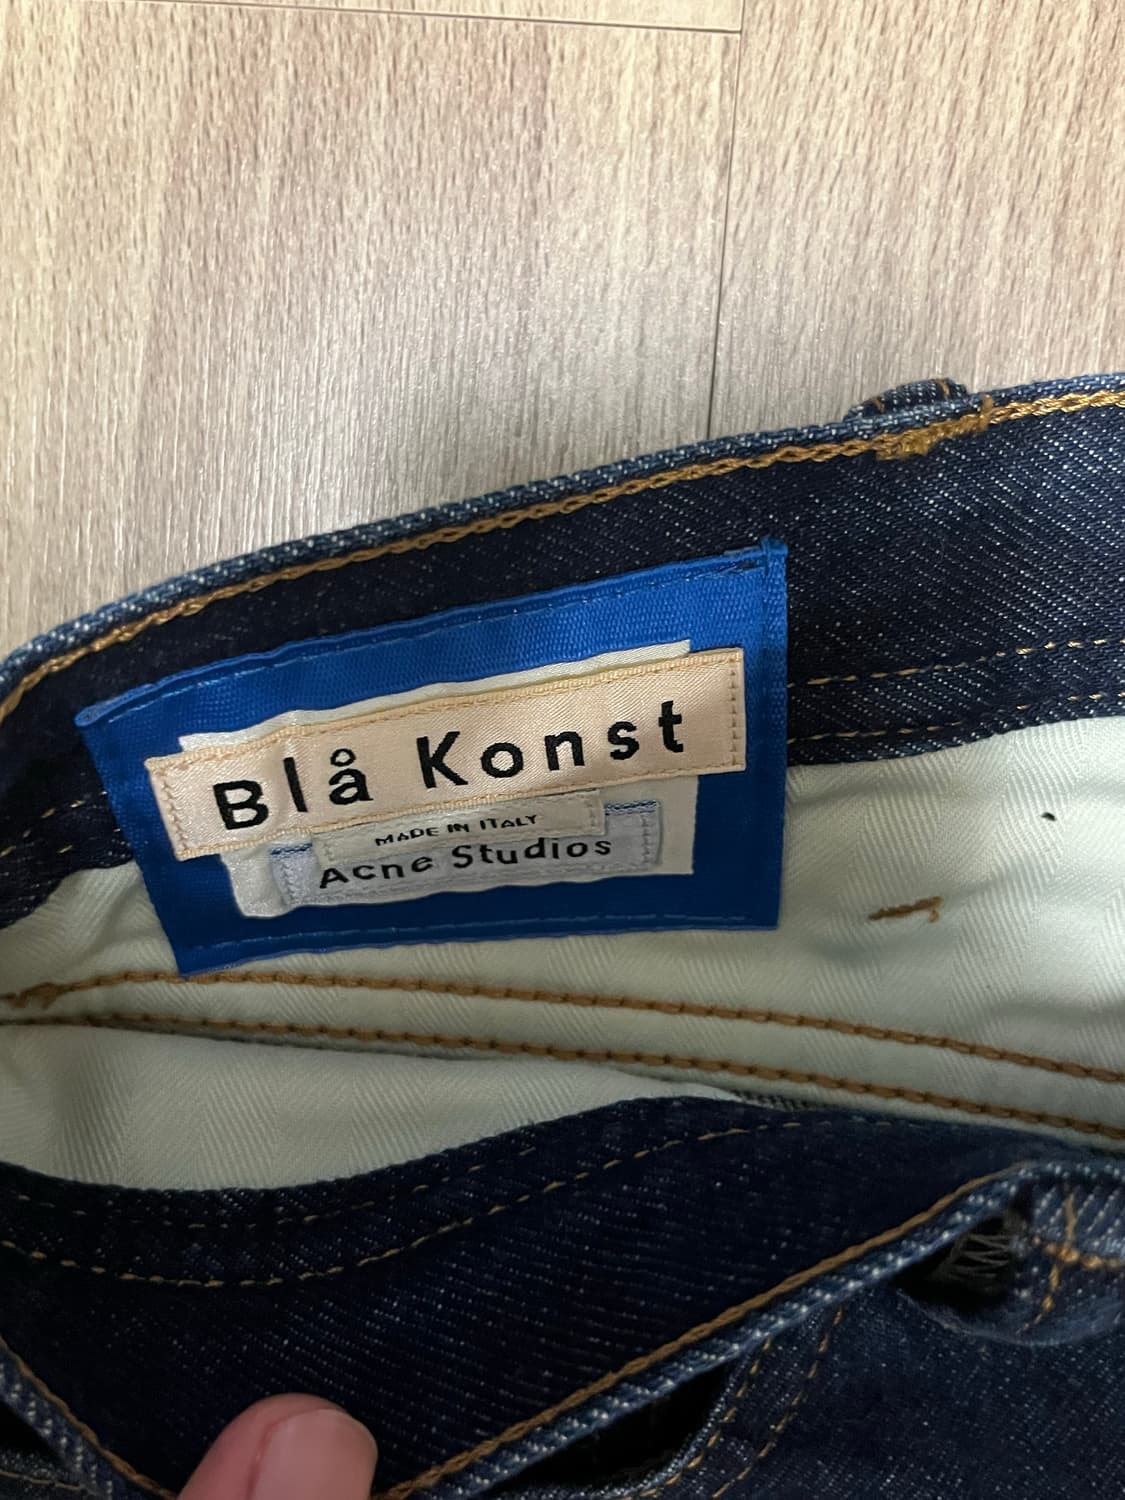 Blå Konst
MADE IN ITALY
Acne Studios